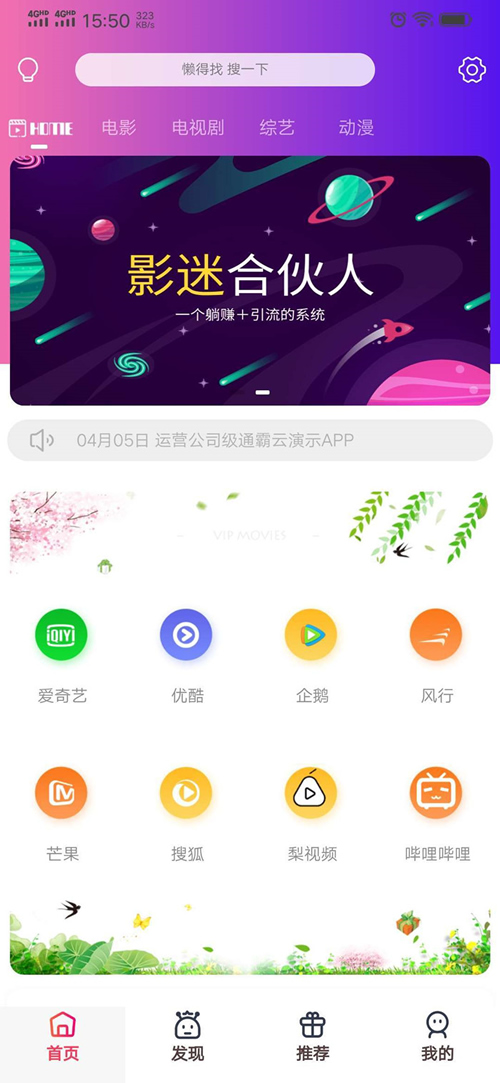 4GHD 4GHD 15:50 323 KB/s
懒得找 搜一下
HOME 电影 电视剧 综艺 动漫
影迷合伙人
一个躺赚＋引流的系统
04月05日 运营公司级通霸云演示APP
VIP MOVIES
iQIYI
爱奇艺 优酷 企鹅 风行
芒果 搜狐 梨视频 哔哩哔哩
首页 发现 推荐 我的